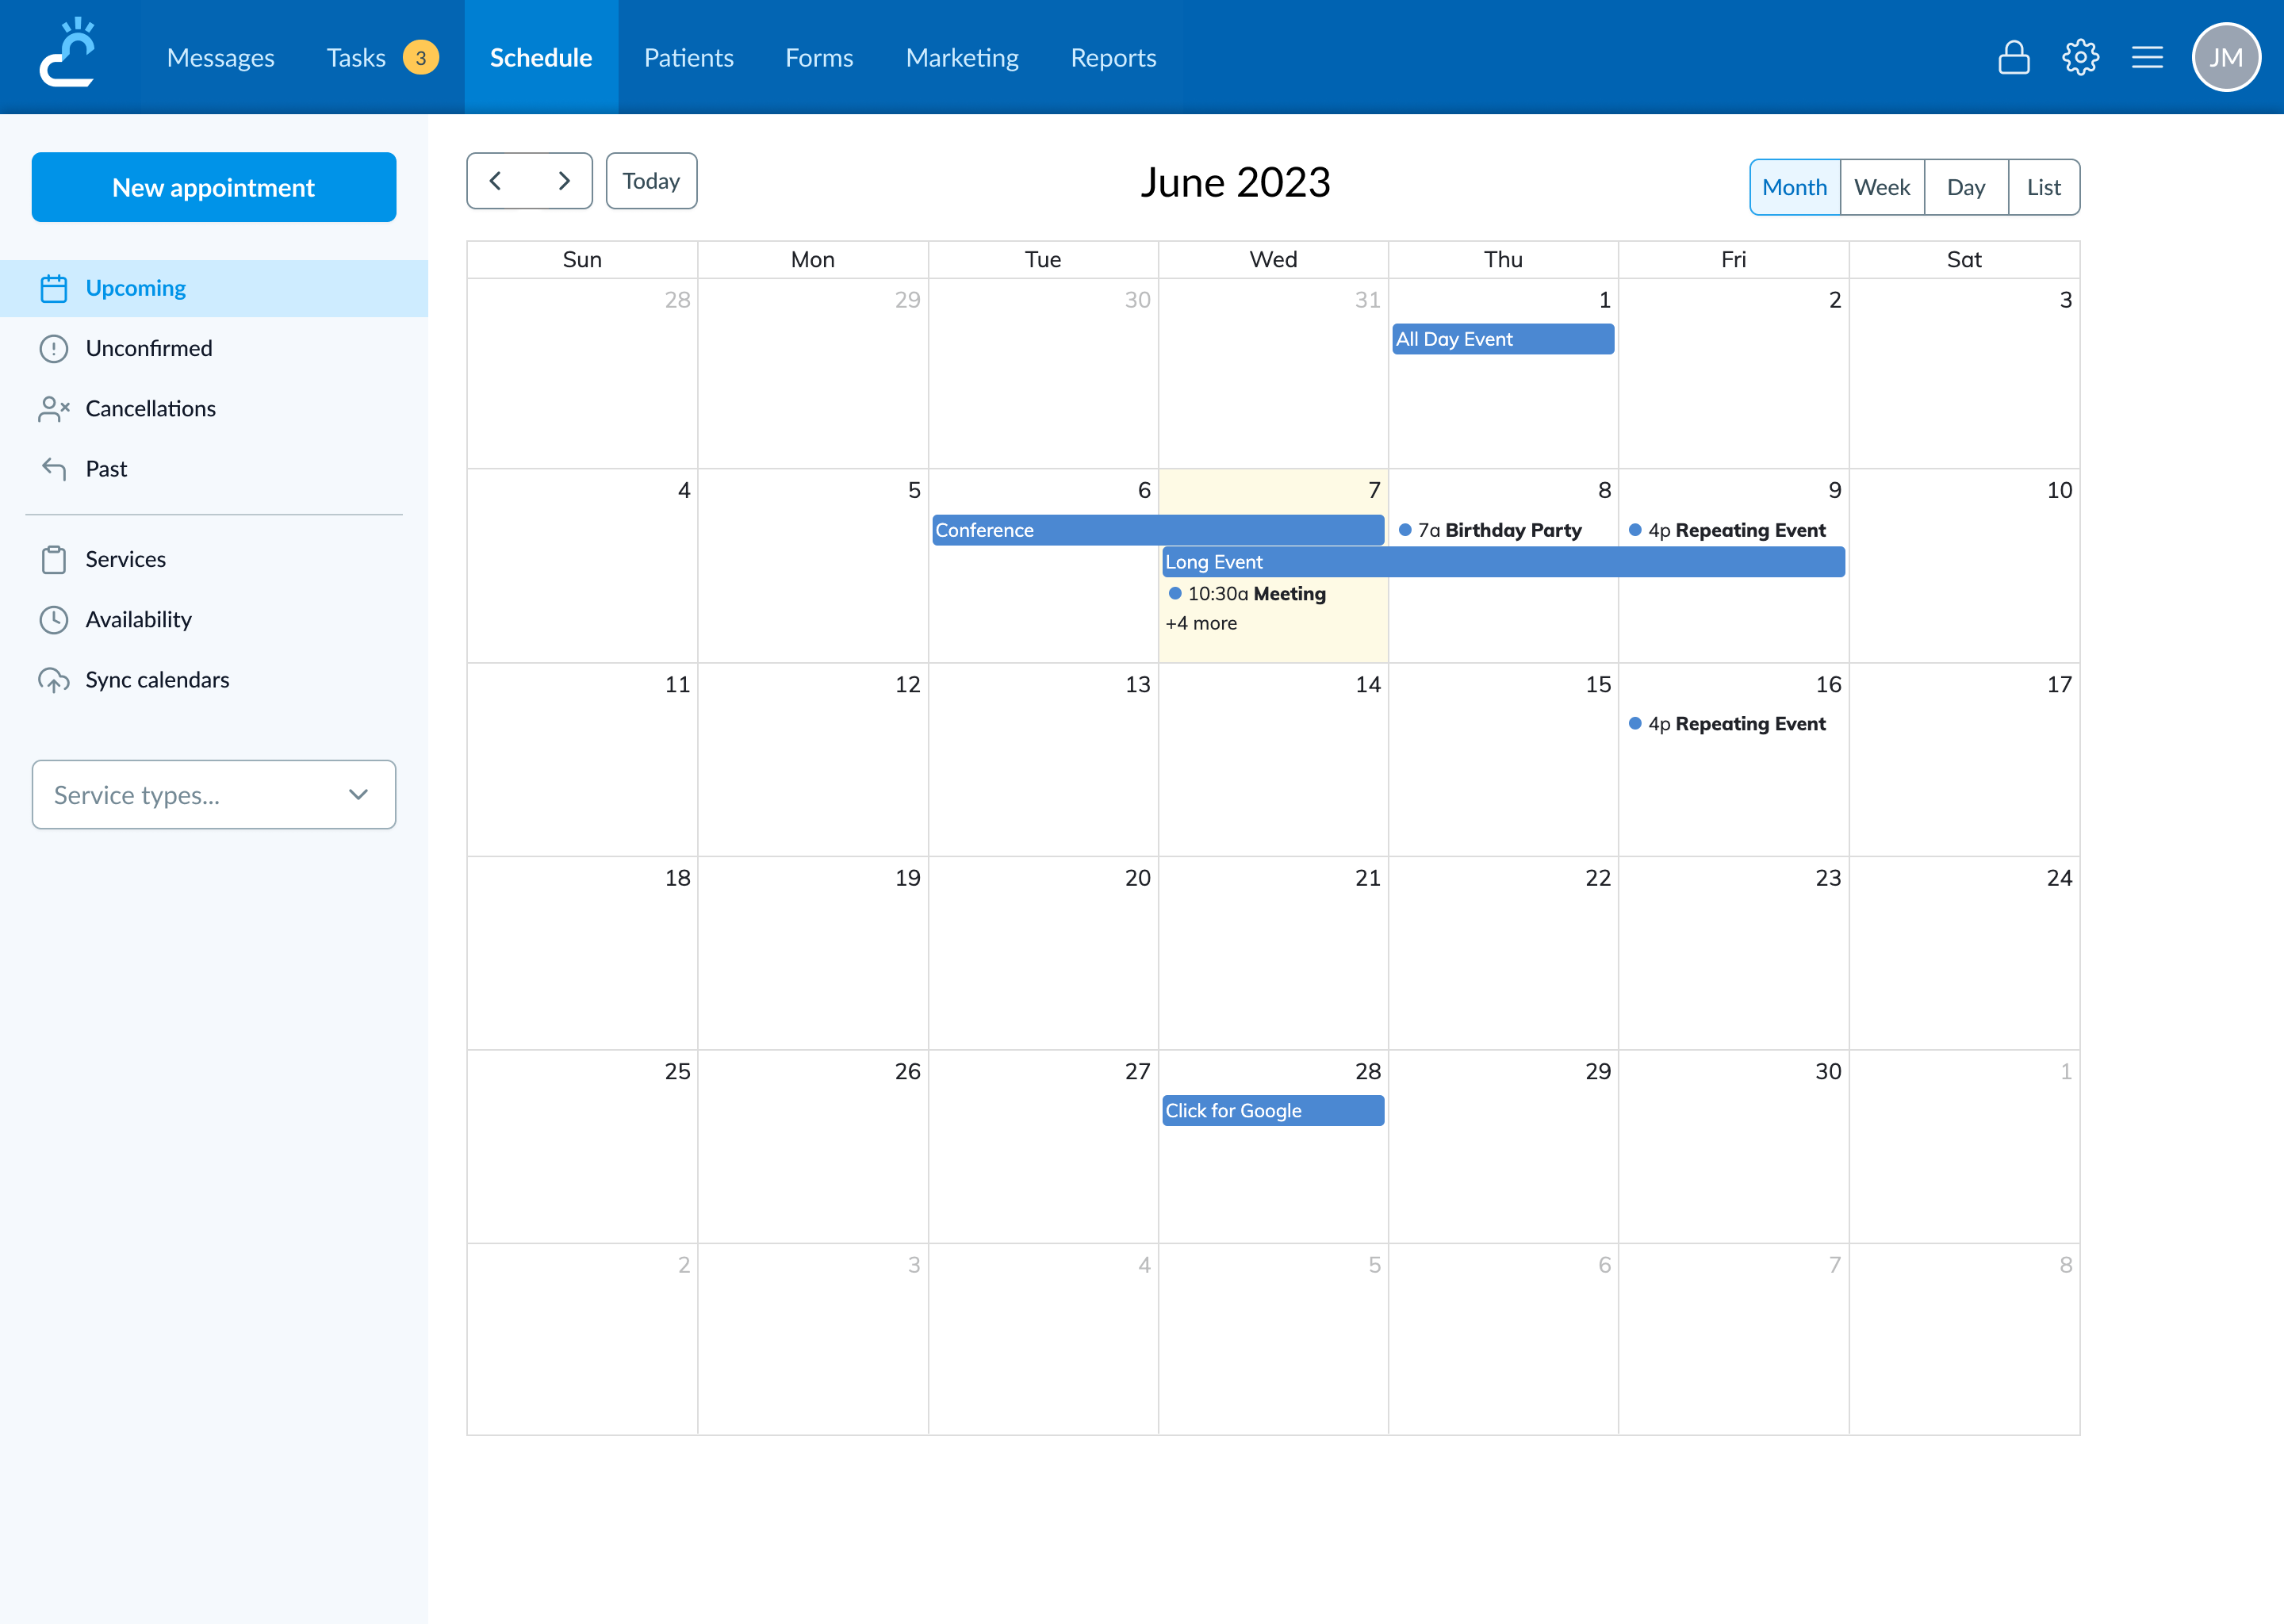 Messages Tasks 3 Schedule Patients Forms Marketing Reports JM
New appointment
Upcoming
Unconfirmed
Cancellations
Past
Services
Availability
Sync calendars
Service types...
Today
June 2023
Month Week Day List
Sun Mon Tue Wed Thu Fri Sat
28 29 30 31 1 2 3
All Day Event
4 5 6 7 8 9 10
Conference 7a Birthday Party 4p Repeating Event
Long Event
10:30a Meeting
+4 more
11 12 13 14 15 16 17
4p Repeating Event
18 19 20 21 22 23 24
25 26 27 28 29 30 1
Click for Google
2 3 4 5 6 7 8